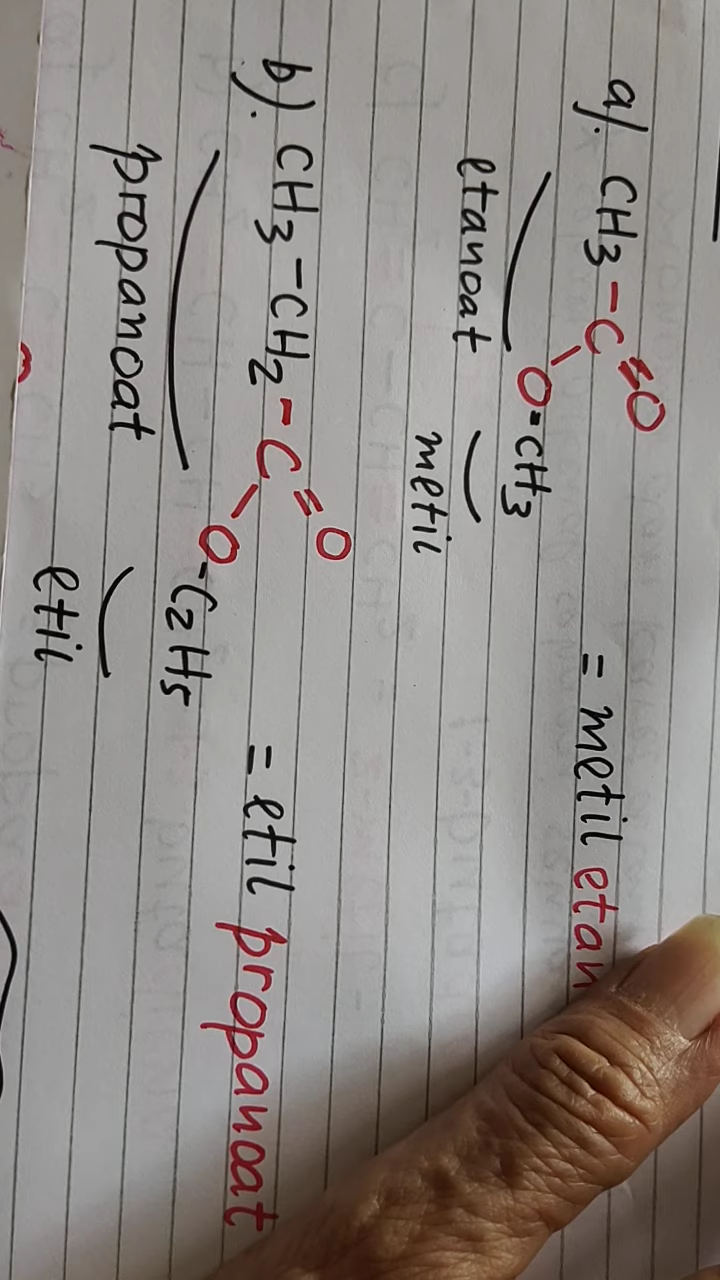 a). CH3-C=O
O-CH3 = metil etan
etanoat
metil
b). CH3-CH2-C=O
O-C2H5 = etil propanoat
propanoat
etil